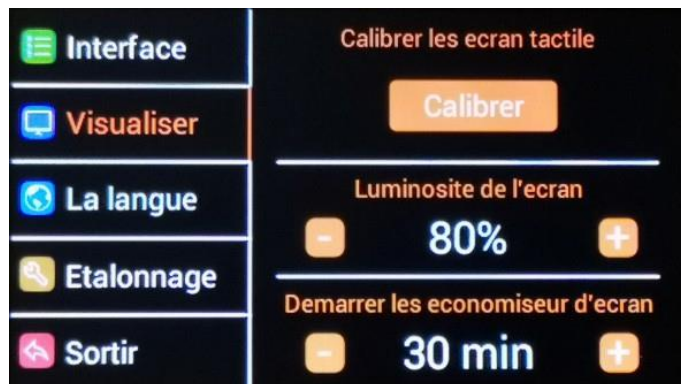 Interface
Visualiser
La langue
Etalonnage
Sortir
Calibrer les ecran tactile
Calibrer
Luminosite de l'ecran
- 80% +
Demarrer les economiseur d'ecran
- 30 min +